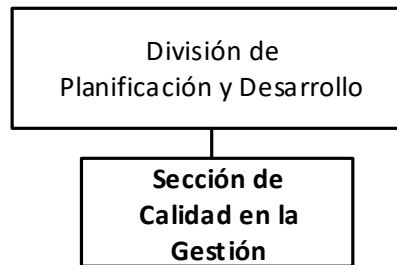 División de
Planificación y Desarrollo
Sección de
Calidad en la
Gestión